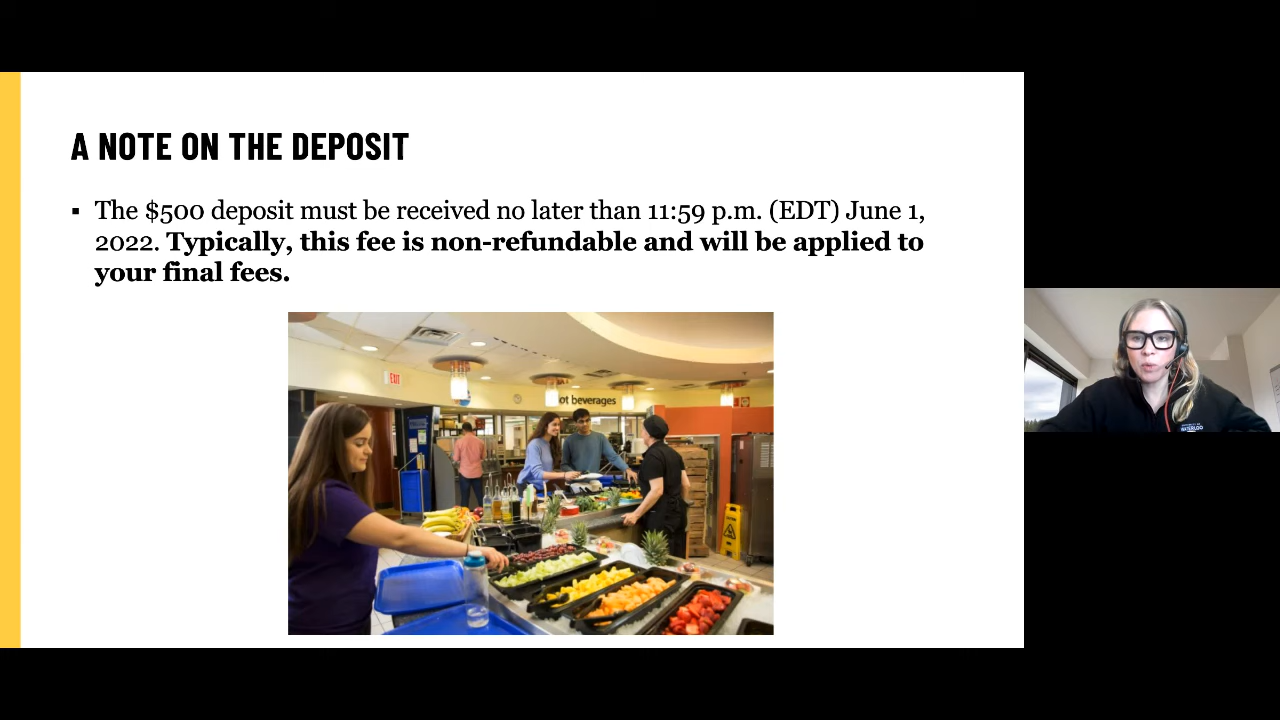 A NOTE ON THE DEPOSIT
▪ The $500 deposit must be received no later than 11:59 p.m. (EDT) June 1,
2022. Typically, this fee is non-refundable and will be applied to
your final fees.
EXIT
ot beverages
WATERLOO